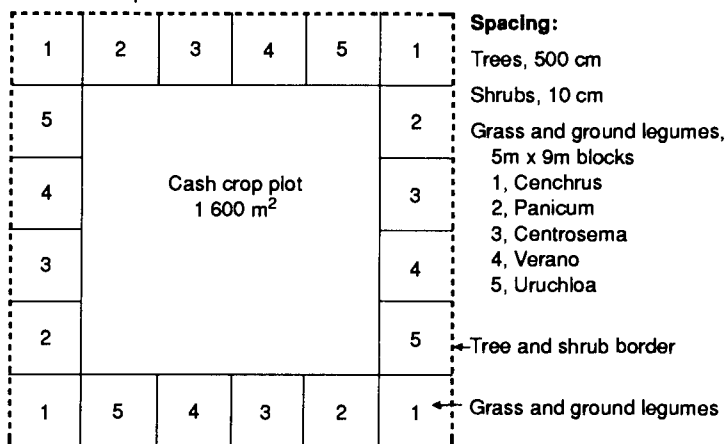 1 2 3 4 5 1
5 2
4 3
3 4
2 5
1 5 4 3 2 1
Cash crop plot
1 600 m²
Spacing:
Trees, 500 cm
Shrubs, 10 cm
Grass and ground legumes,
5m x 9m blocks
1, Cenchrus
2, Panicum
3, Centrosema
4, Verano
5, Uruchloa
Tree and shrub border
Grass and ground legumes